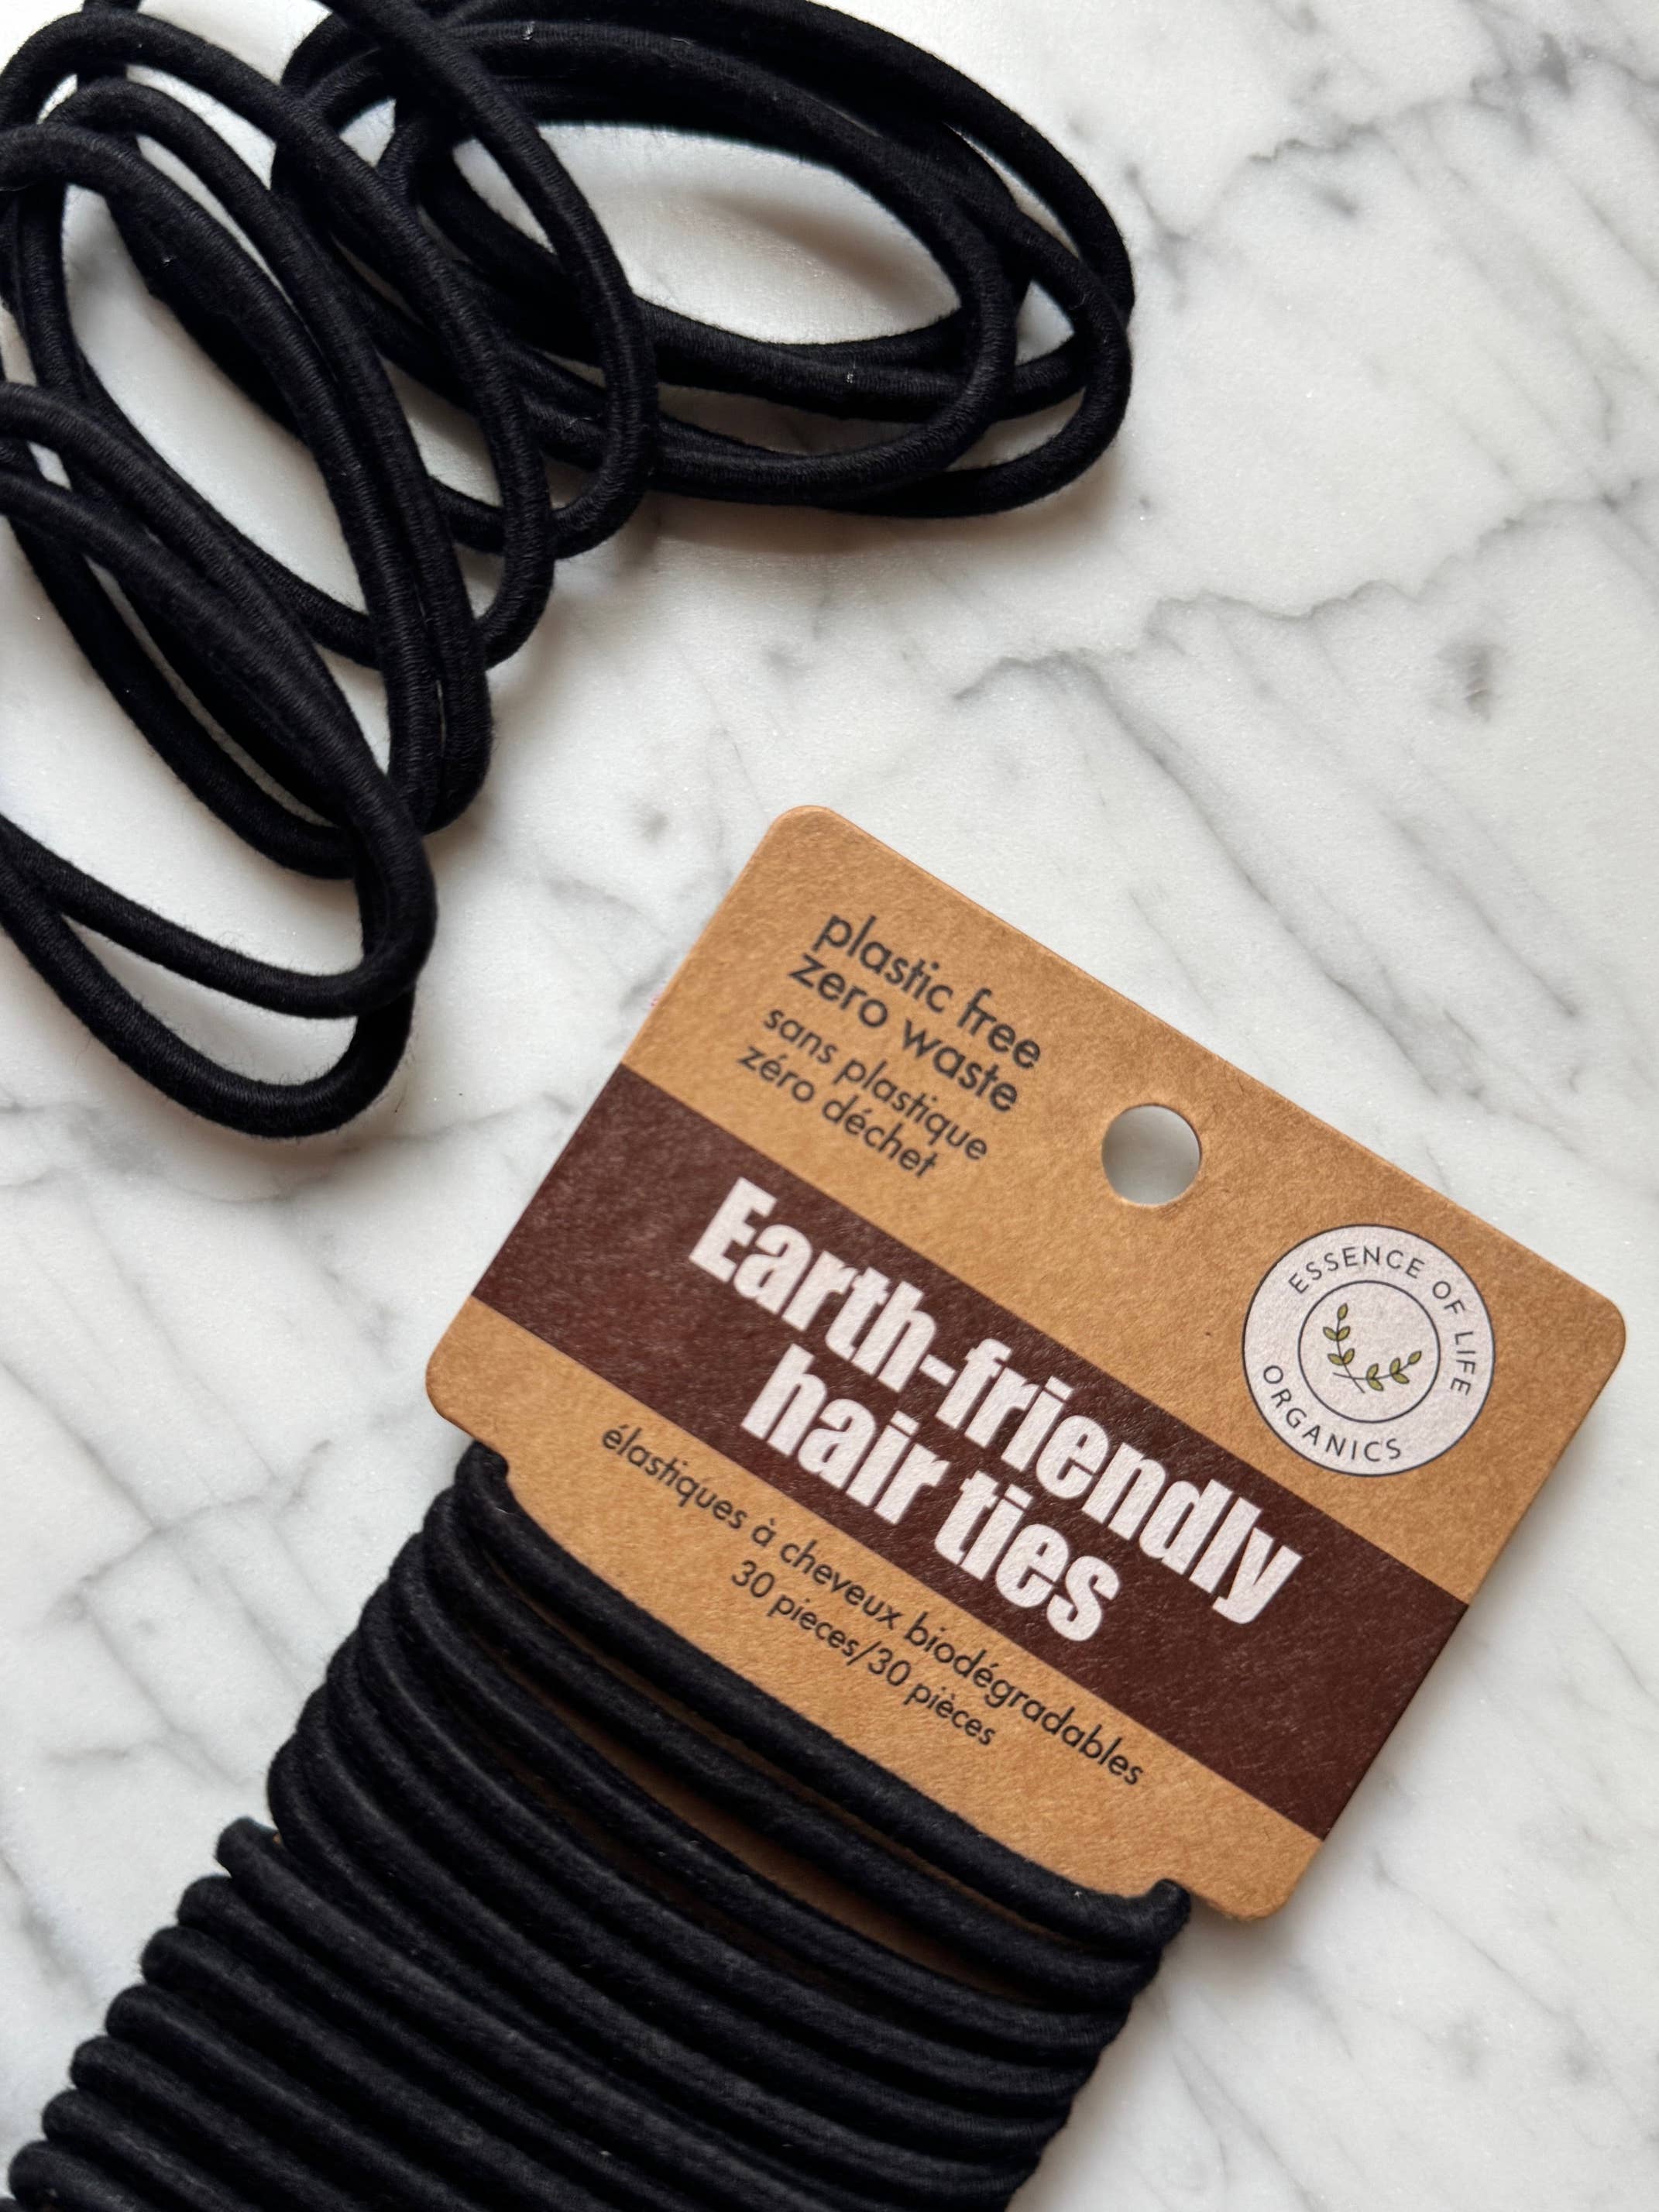 plastic free
zero waste
sans plastique
zéro déchet
ESSENCE OF LIFE
ORGANICS
Earth-friendly
hair ties
élastiques à cheveux biodégradables
30 pieces/30 pièces